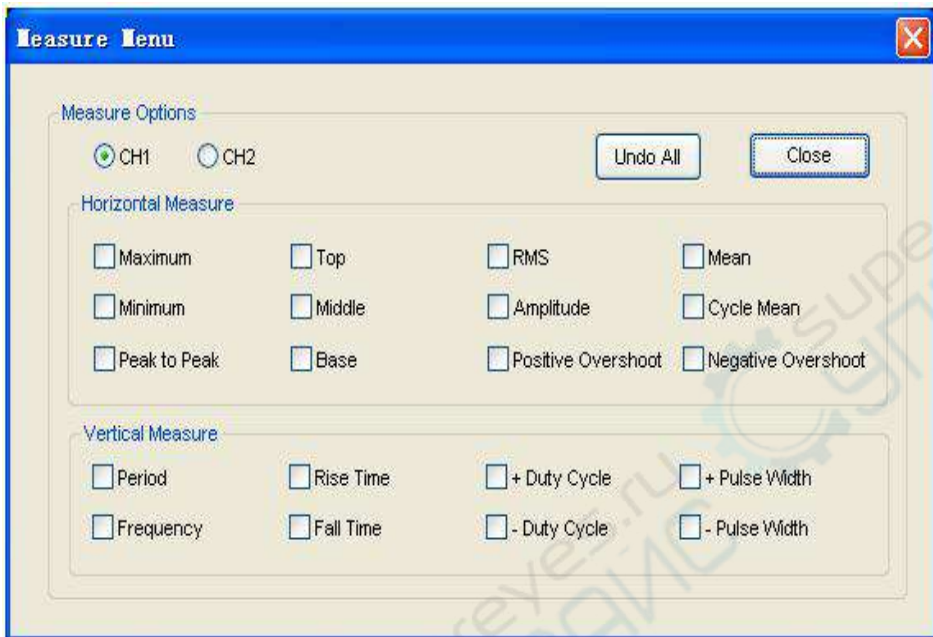 Measure Menu
Measure Options
CH1 CH2 Undo All Close
Horizontal Measure
Maximum Top RMS Mean
Minimum Middle Amplitude Cycle Mean
Peak to Peak Base Positive Overshoot Negative Overshoot
Vertical Measure
Period Rise Time + Duty Cycle + Pulse Width
Frequency Fall Time - Duty Cycle - Pulse Width